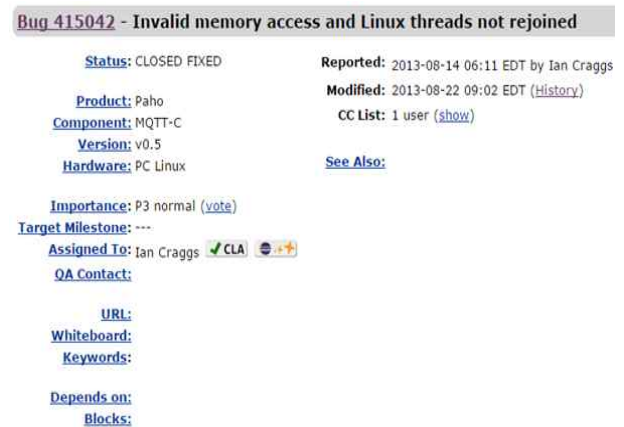 Bug 415042 - Invalid memory access and Linux threads not rejoined
Status: CLOSED FIXED
Product: Paho
Component: MQTT-C
Version: v0.5
Hardware: PC Linux
Importance: P3 normal (vote)
Target Milestone: ---
Assigned To: Ian Craggs CLA
QA Contact:
URL:
Whiteboard:
Keywords:
Depends on:
Blocks:
Reported: 2013-08-14 06:11 EDT by Ian Craggs
Modified: 2013-08-22 09:02 EDT (History)
CC List: 1 user (show)
See Also: